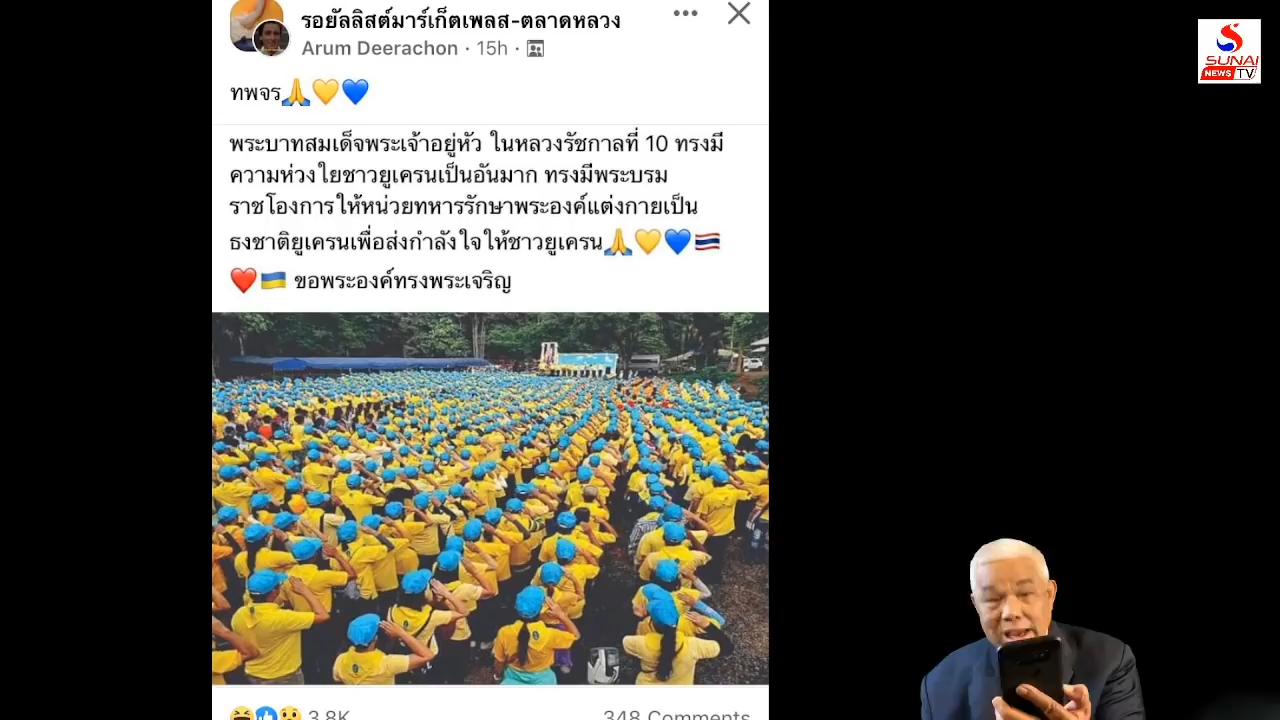 รอยัลลิสต์มาร์เก็ตเพลส-ตลาดหลวง
Arum Deerachon · 15h ·
SUNAI
NEWS TV
ทพจร🙏💛💙
พระบาทสมเด็จพระเจ้าอยู่หัว ในหลวงรัชกาลที่ 10 ทรงมี
ความห่วงใยชาวยูเครนเป็นอันมาก ทรงมีพระบรม
ราชโองการให้หน่วยทหารรักษาพระองค์แต่งกายเป็น
ธงชาติยูเครนเพื่อส่งกำลังใจให้ชาวยูเครน🙏💛💙🇹🇭
❤️🇺🇦 ขอพระองค์ทรงพระเจริญ
3.8K
348 Comments